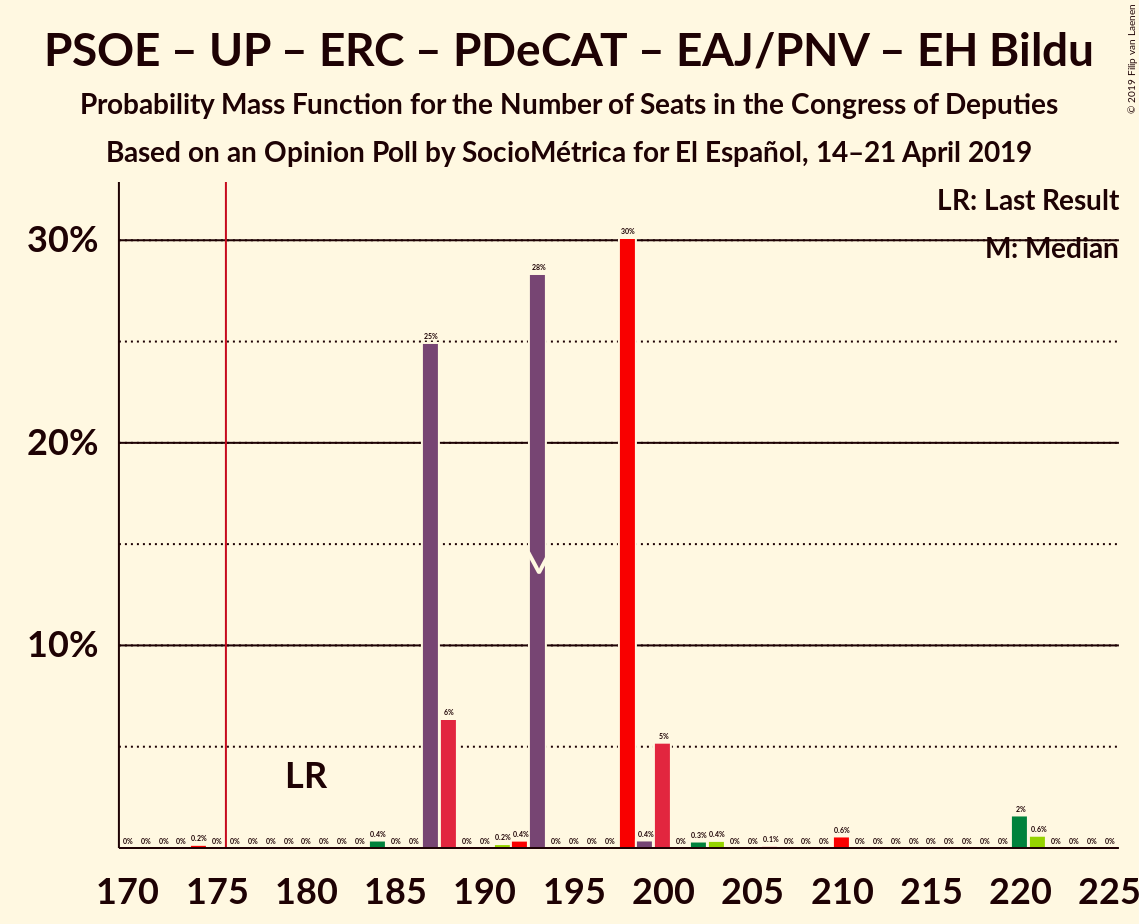 PSOE – UP – ERC – PDeCAT – EAJ/PNV – EH Bildu
Probability Mass Function for the Number of Seats in the Congress of Deputies
Based on an Opinion Poll by SocioMétrica for El Español, 14–21 April 2019
© 2019 Filip van Laenen
LR: Last Result
M: Median
30%
20%
10%
LR
M
0% 0% 0% 0% 0.2% 0% 0% 0% 0% 0% 0% 0% 0% 0% 0.4% 0% 0% 25% 6% 0% 0% 0.2% 0.4% 28% 0% 0% 0% 0% 30% 0.4% 5% 0% 0.3% 0.4% 0% 0% 0.1% 0% 0% 0% 0.6% 0% 0% 0% 0% 0% 0% 0% 0% 0% 2% 0.6% 0% 0% 0% 0%
170 175 180 185 190 195 200 205 210 215 220 225